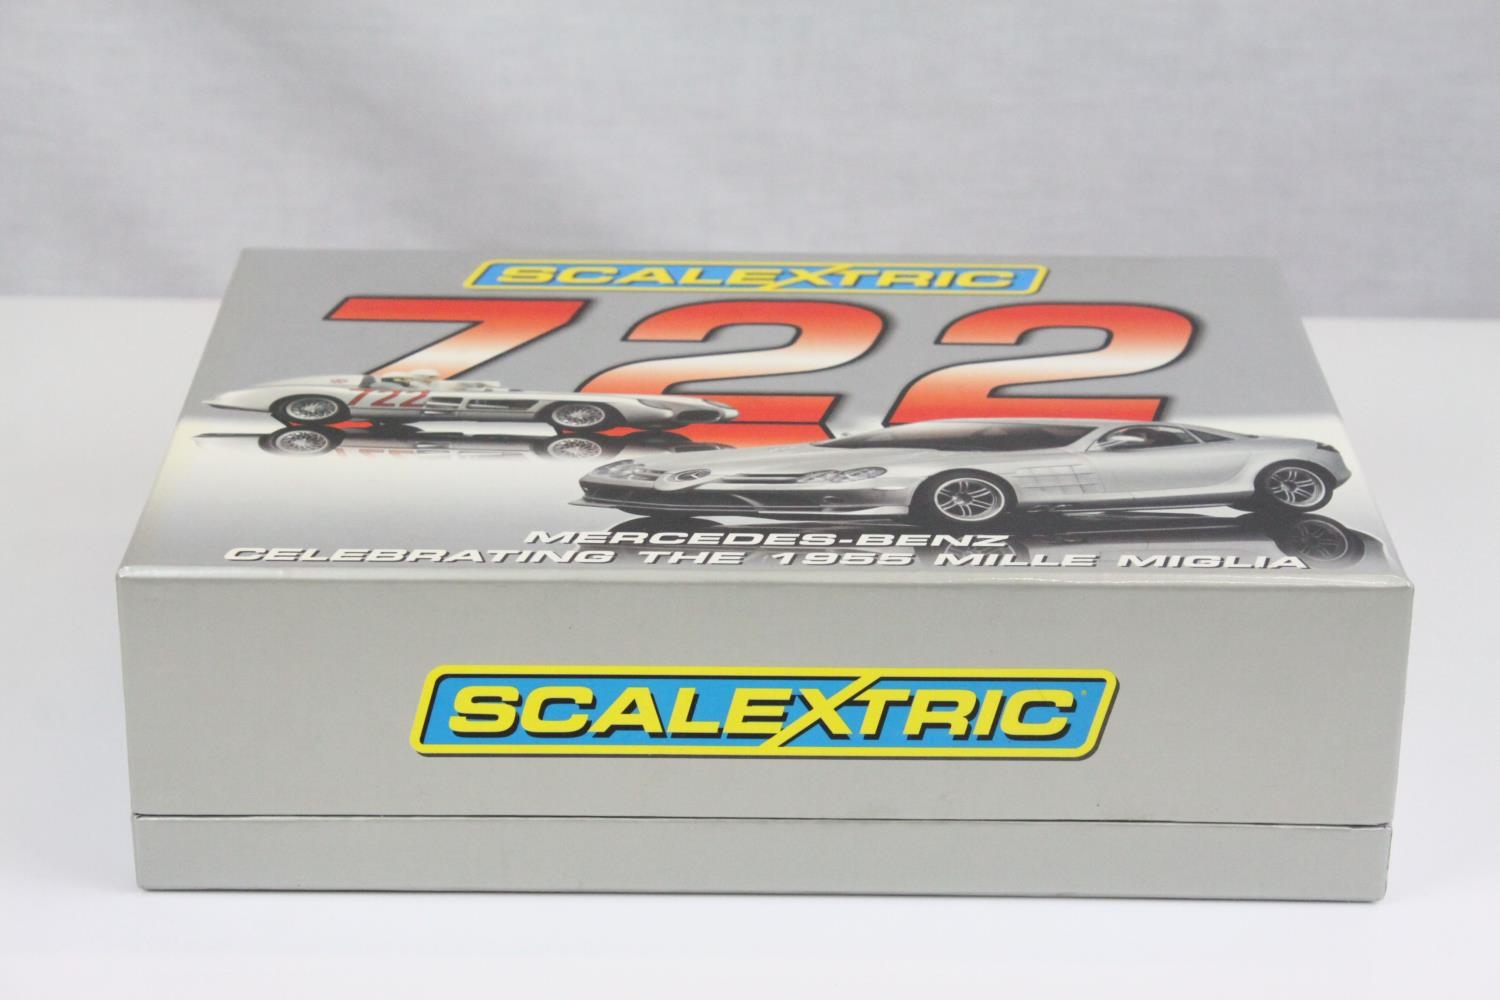 SCALEXTRIC
722
722
MERCEDES-BENZ
CELEBRATING THE 1955 MILLE MIGLIA
SCALEXTRIC